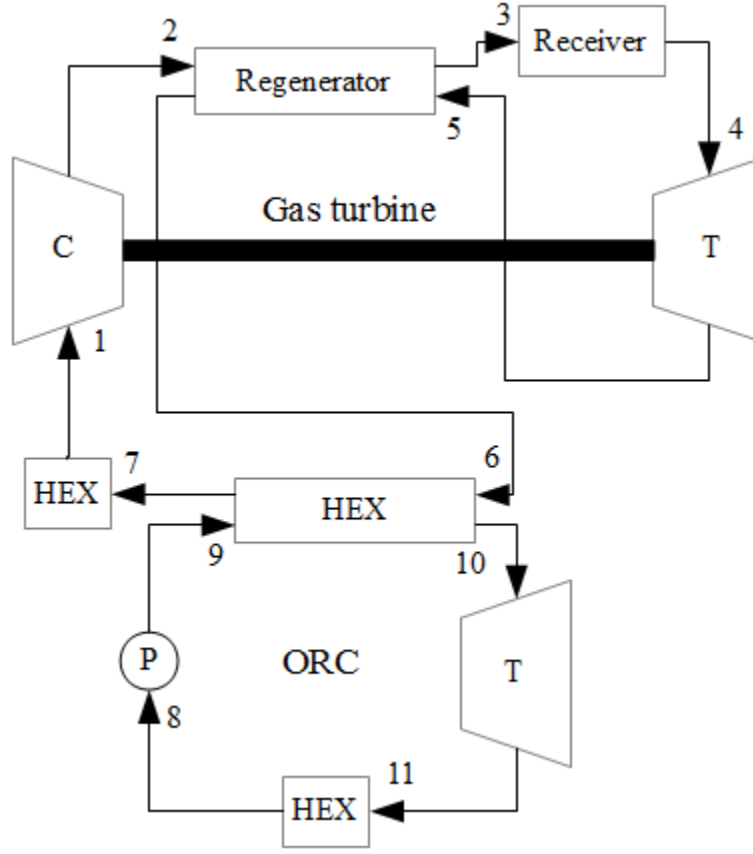 2
3
Receiver
Regenerator
5
4
C
Gas turbine
T
1
HEX
7
6
HEX
9
10
P
ORC
T
8
HEX
11